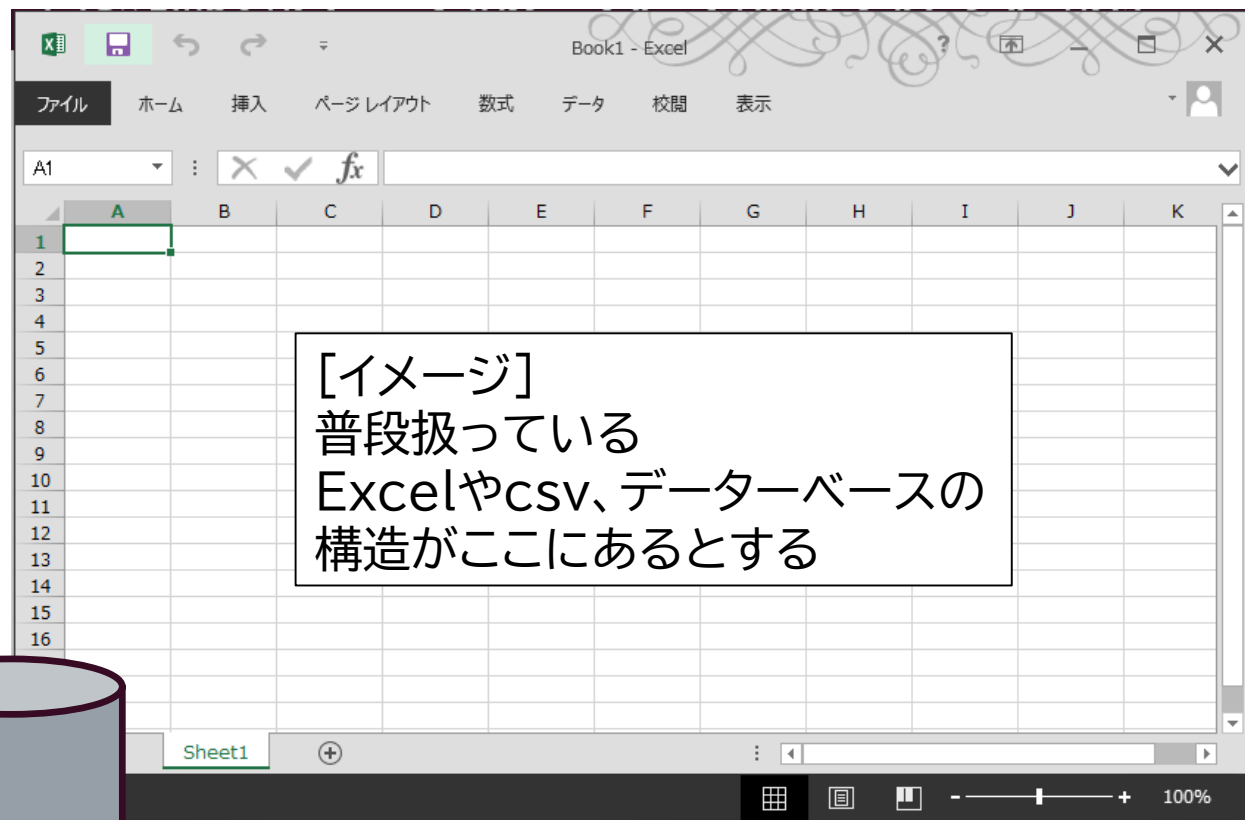 Book1 - Excel
?
ファイル ホーム 挿入 ページ レイアウト 数式 データ 校閲 表示
A1 fx
A B C D E F G H I J K
1
2
3
4
5
6
7
8
9
10
11
12
13
14
15
16
[イメージ]
普段扱っている
Excelやcsv、データーベースの
構造がここにあるとする
Sheet1
100%